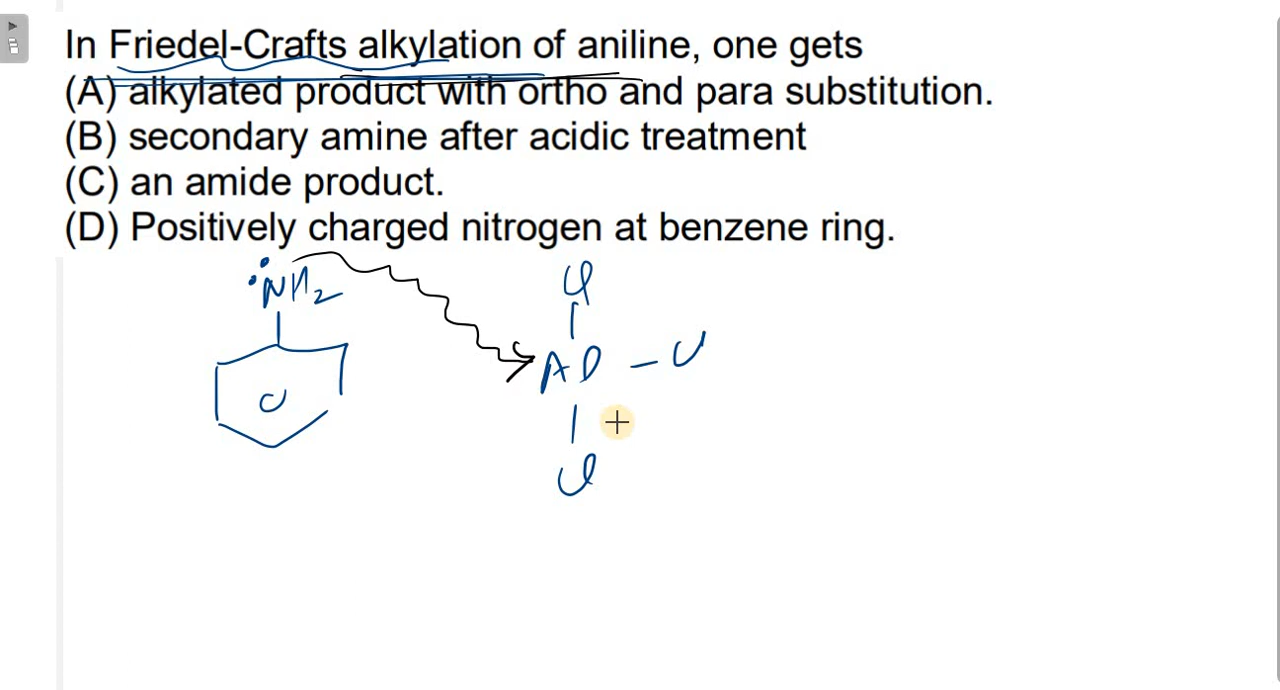 In Friedel-Crafts alkylation of aniline, one gets
(A) alkylated product with ortho and para substitution.
(B) secondary amine after acidic treatment
(C) an amide product.
(D) Positively charged nitrogen at benzene ring.
:NH2
Cl
Al - Cl
Cl